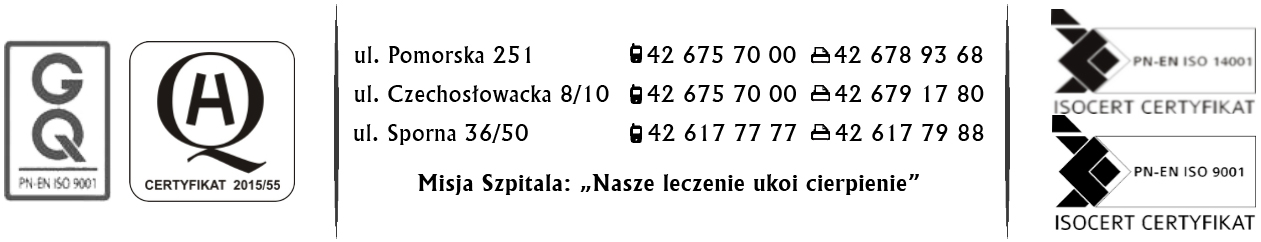 GQ
PN-EN ISO 9001
HQ
CERTYFIKAT 2015/55
ul. Pomorska 251 42 675 70 00 42 678 93 68
ul. Czechosłowacka 8/10 42 675 70 00 42 679 17 80
ul. Sporna 36/50 42 617 77 77 42 617 79 88
Misja Szpitala: „Nasze leczenie ukoi cierpienie”
PN-EN ISO 14001
ISOCERT CERTYFIKAT
PN-EN ISO 9001
ISOCERT CERTYFIKAT